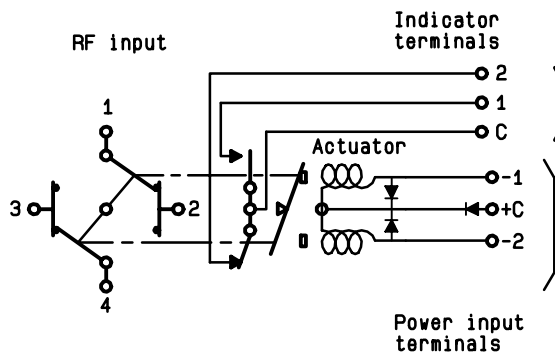 Indicator
terminals
RF input
2
1
C
1
Actuator
-1
3
2
+C
-2
4
Power input
terminals